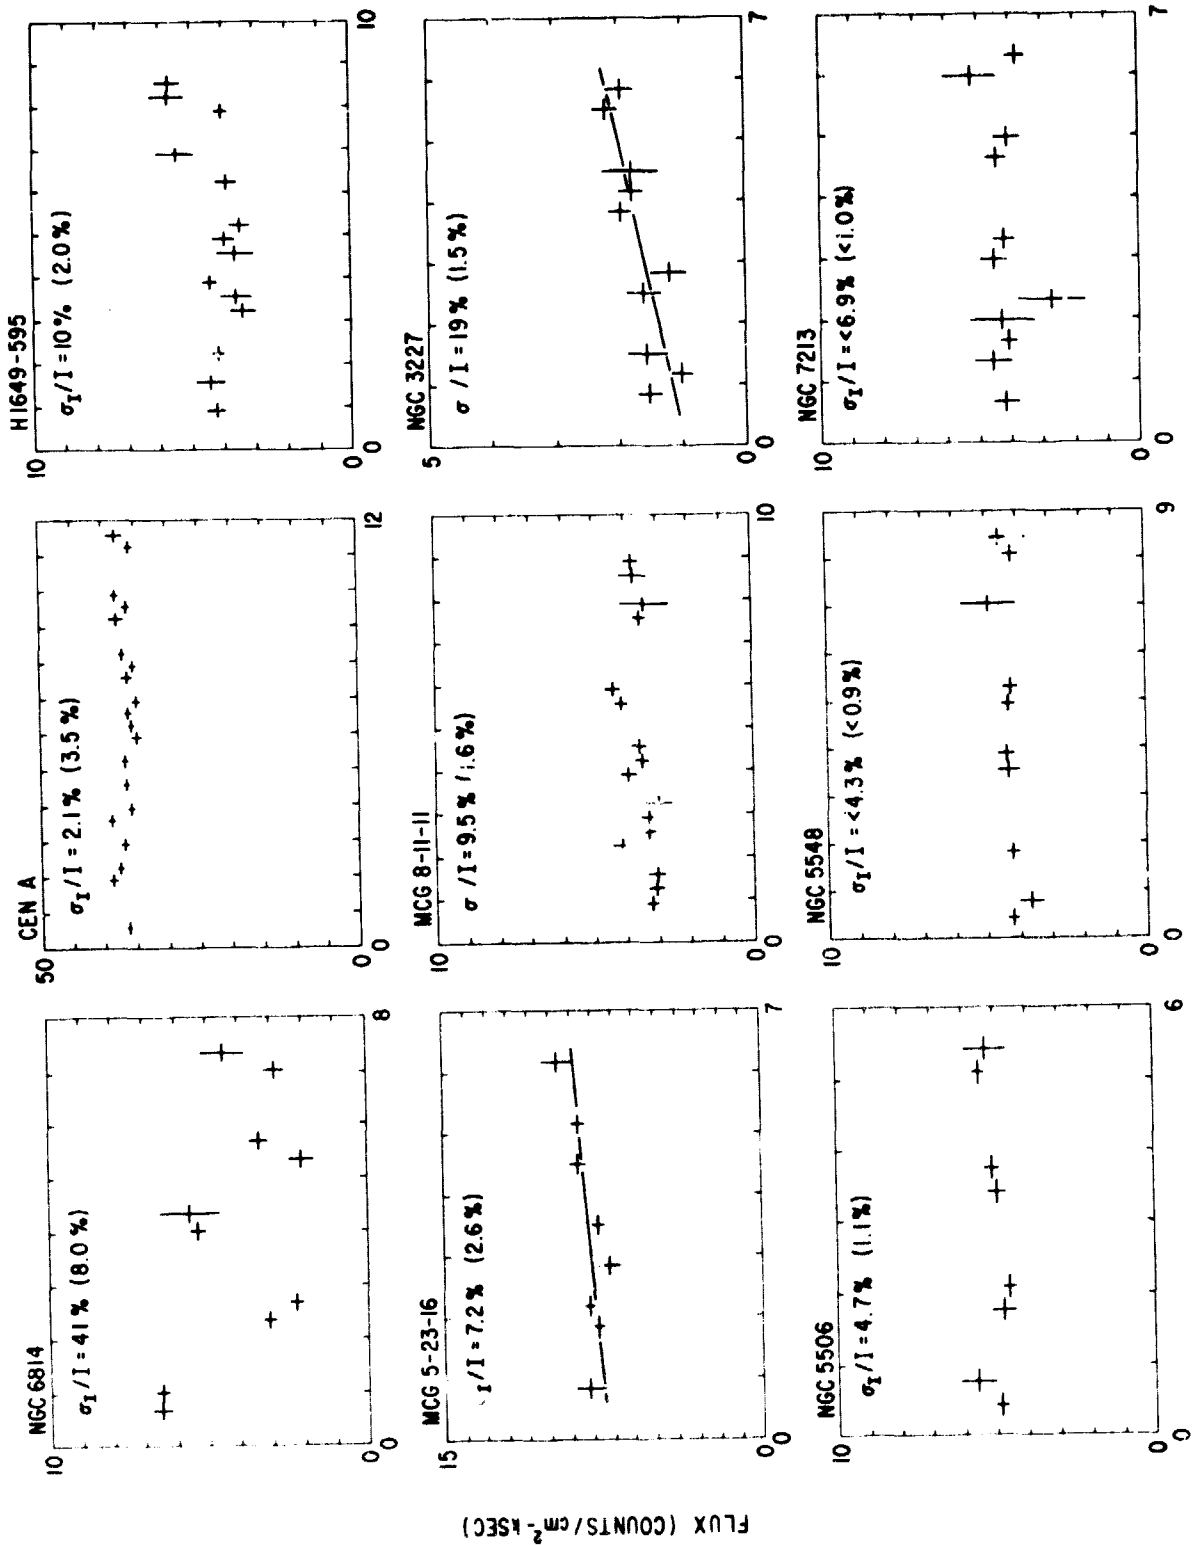 FLUX (COUNTS/cm²-kSEC)
NGC 6814
10
σI/I = 41% (8.0%)
0
0
8
CEN A
50
σI/I = 2.1% (3.5%)
0
0
12
H1649-595
10
σI/I = 10% (2.0%)
0
0
10
MCG 5-23-16
15
I/I = 7.2% (2.6%)
0
0
7
MCG 8-11-11
10
σ /I = 9.5%
0
0
10
NGC 3227
5
σ /I = 19% (1.5%)
0
0
7
NGC 5506
10
σI/I = 4.7% (1.1%)
0
0
6
NGC 5548
10
σI/I = <4.3% (<0.9%)
0
0
9
NGC 7213
10
σI/I = <6.9% (<1.0%)
0
0
7